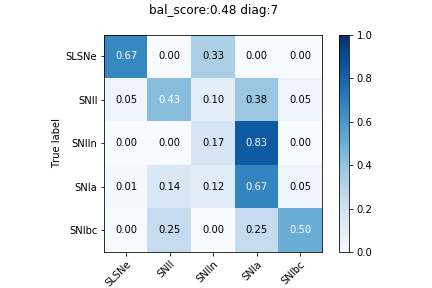 bal_score:0.48 diag:7
True label
SLSNe 0.67 0.00 0.33 0.00 0.00
SNII 0.05 0.43 0.10 0.38 0.05
SNIIn 0.00 0.00 0.17 0.83 0.00
SNIa 0.01 0.14 0.12 0.67 0.05
SNIbc 0.00 0.25 0.00 0.25 0.50
SLSNe SNII SNIIn SNIa SNIbc
1.0
0.8
0.6
0.4
0.2
0.0